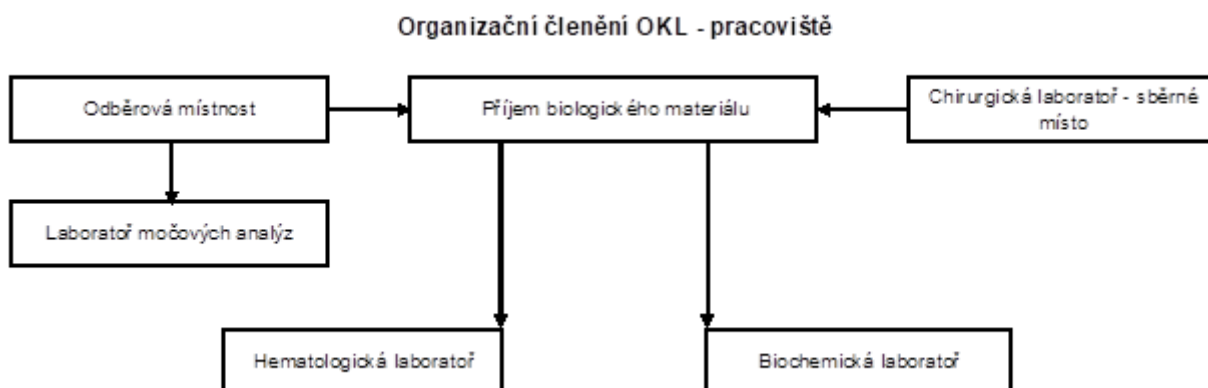 Organizační členění OKL - pracoviště
Odběrová místnost
Příjem biologického materiálu
Chirurgická laboratoř - sběrné
místo
Laboratoř močových analýz
Hematologická laboratoř
Biochemická laboratoř